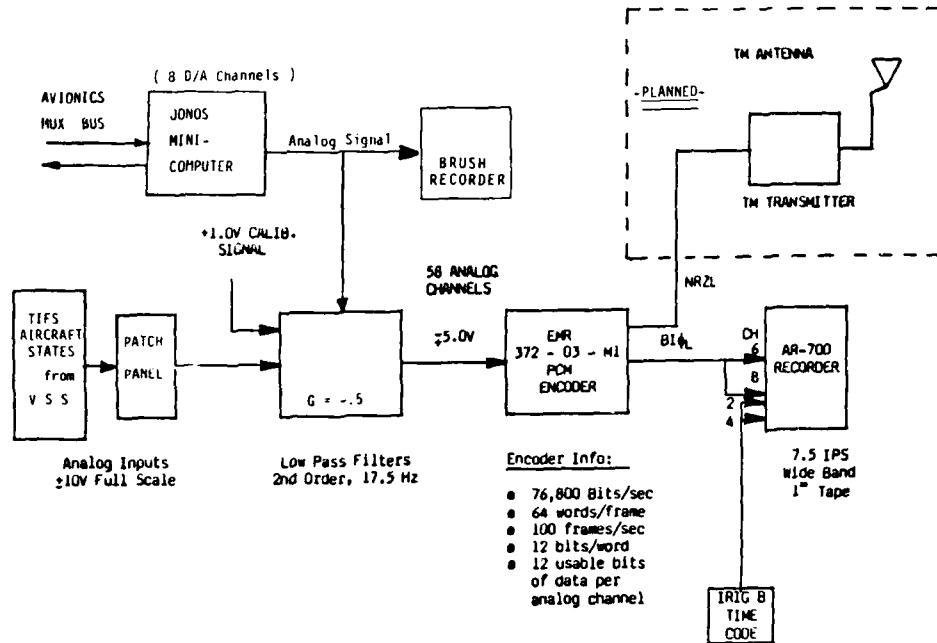 ( 8 D/A Channels )
AVIONICS
MUX BUS
JONOS
MINI-
COMPUTER
Analog Signal
BRUSH
RECORDER
TM ANTENNA
-PLANNED-
TM TRANSMITTER
+1.0V CALIB.
SIGNAL
58 ANALOG
CHANNELS
NRZL
TIFS
AIRCRAFT
STATES
from
V S S
PATCH
PANEL
G = -.5
∓5.0V
EMR
372 - 03 - M1
PCM
ENCODER
BIɸL
CH
6
8
2
4
AR-700
RECORDER
Analog Inputs
±10V Full Scale
Low Pass Filters
2nd Order, 17.5 Hz
Encoder Info:
● 76,800 Bits/sec
● 64 words/frame
● 100 frames/sec
● 12 bits/word
● 12 usable bits
of data per
analog channel
7.5 IPS
Wide Band
1" Tape
IRIG B
TIME
CODE